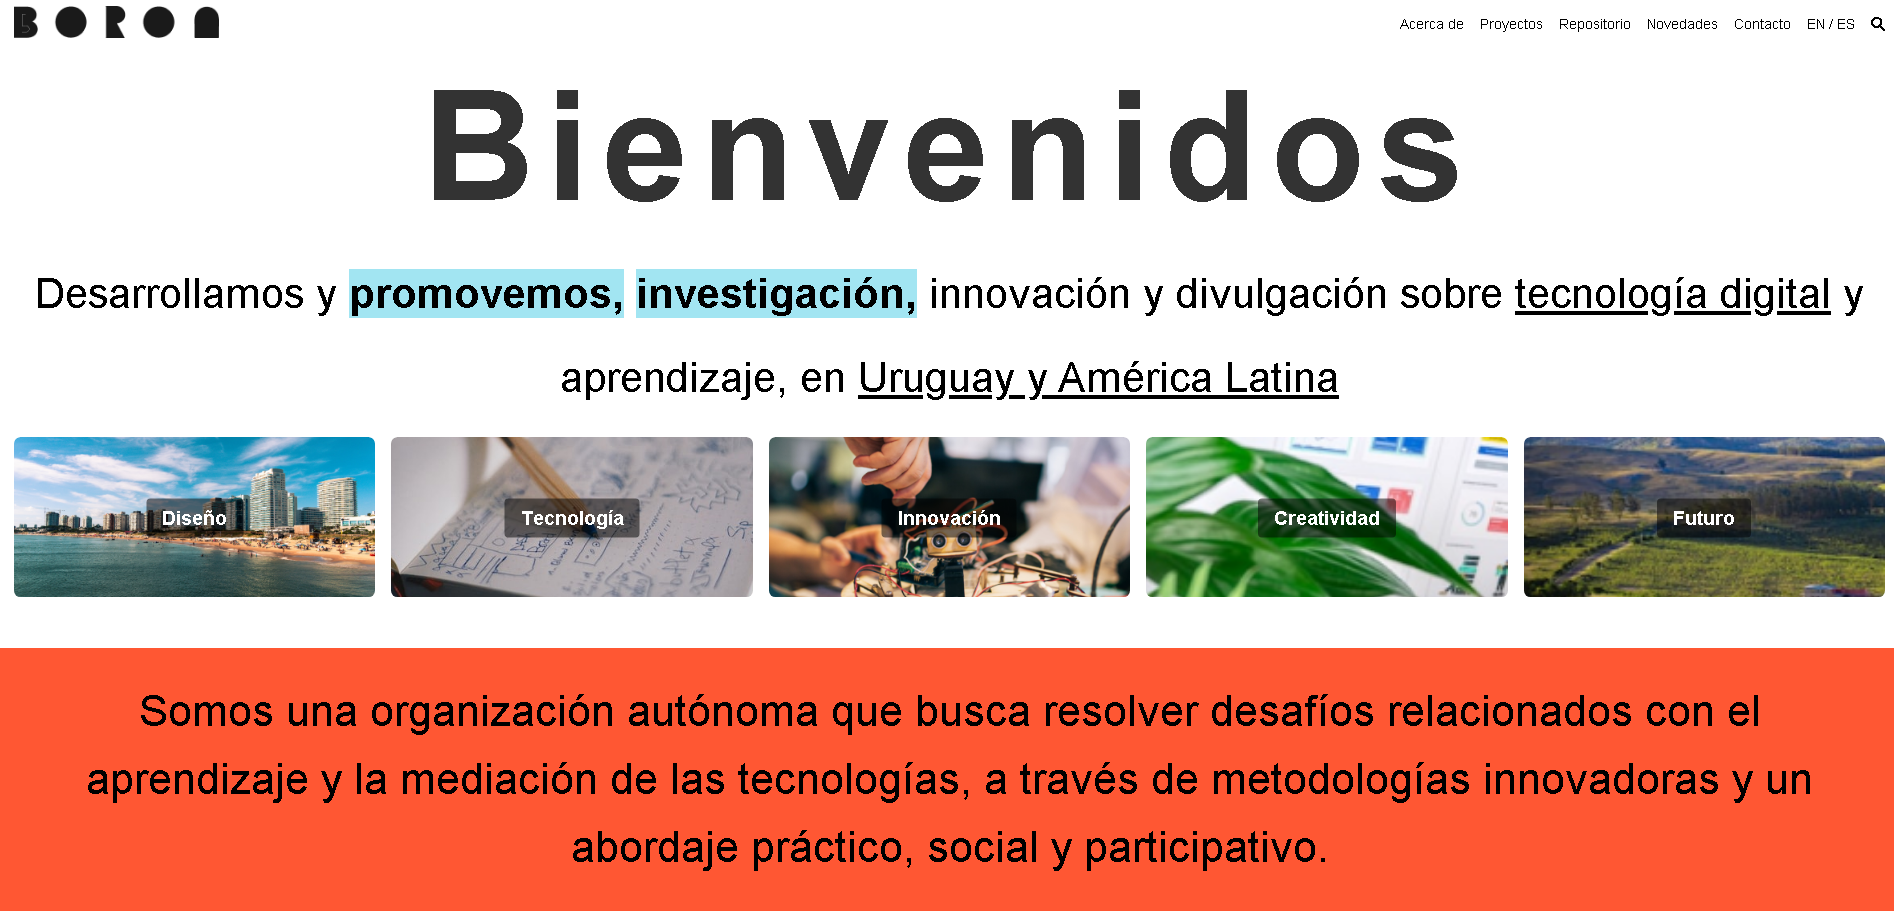 BOROA
Acerca de Proyectos Repositorio Novedades Contacto EN / ES
Bienvenidos
Desarrollamos y promovemos, investigación, innovación y divulgación sobre tecnología digital y
aprendizaje, en Uruguay y América Latina
Diseño Tecnología Innovación Creatividad Futuro
Somos una organización autónoma que busca resolver desafíos relacionados con el
aprendizaje y la mediación de las tecnologías, a través de metodologías innovadoras y un
abordaje práctico, social y participativo.